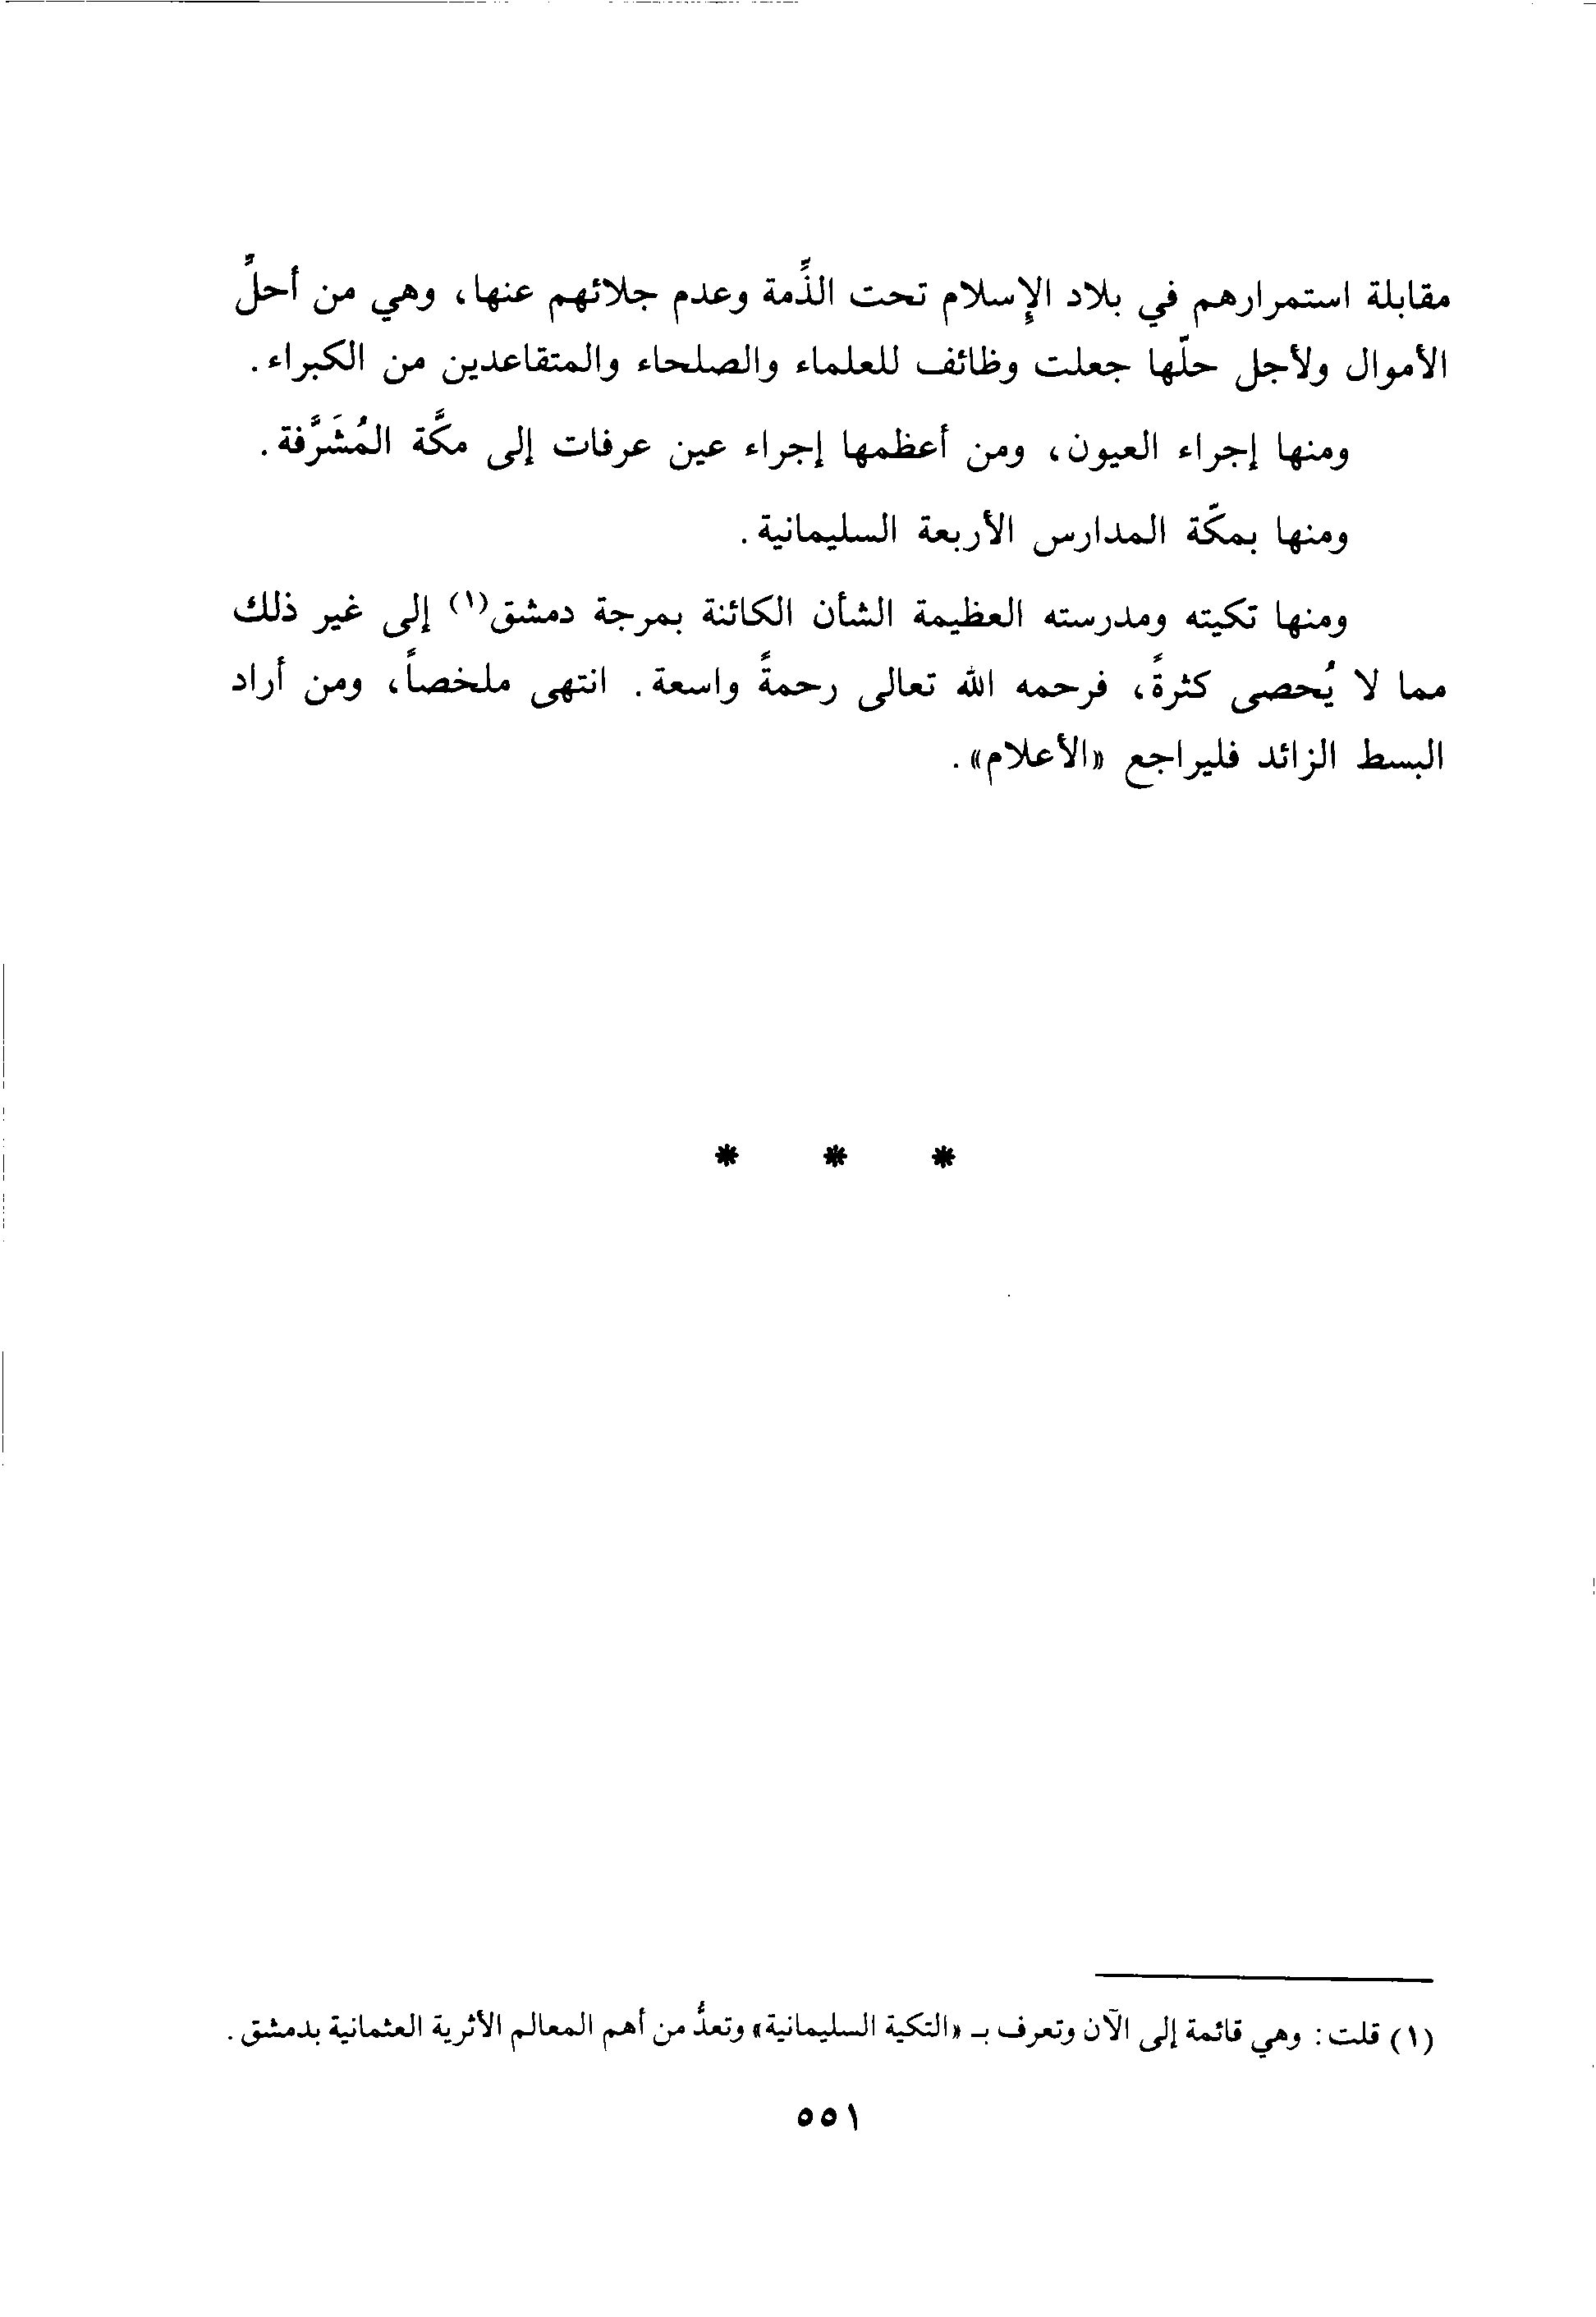 مقابلة استمرارهم في بلاد الإِسلام تحت الذِّمة وعدم جلائهم عنها، وهي من أحلِّ
الأموال ولأجل حلّها جعلت وظائف للعلماء والصلحاء والمتقاعدين من الكبراء.
ومنها إجراء العيون، ومن أعظمها إجراء عين عرفات إلى مكَّة المُشَرَّفة.
ومنها بمكّة المدارس الأربعة السليمانية.
ومنها تكيته ومدرسته العظيمة الشأن الكائنة بمرجة دمشق(١) إلى غير ذلك
مما لا يُحصى كثرةً، فرحمه الله تعالى رحمةً واسعة. انتهى ملخصاً، ومن أراد
البسط الزائد فليراجع «الأعلام».
* * *
(١) قلت: وهي قائمة إلى الآن وتعرف بـ «التكية السليمانية» وتعدُّ من أهم المعالم الأثرية العثمانية بدمشق.
٥٥١